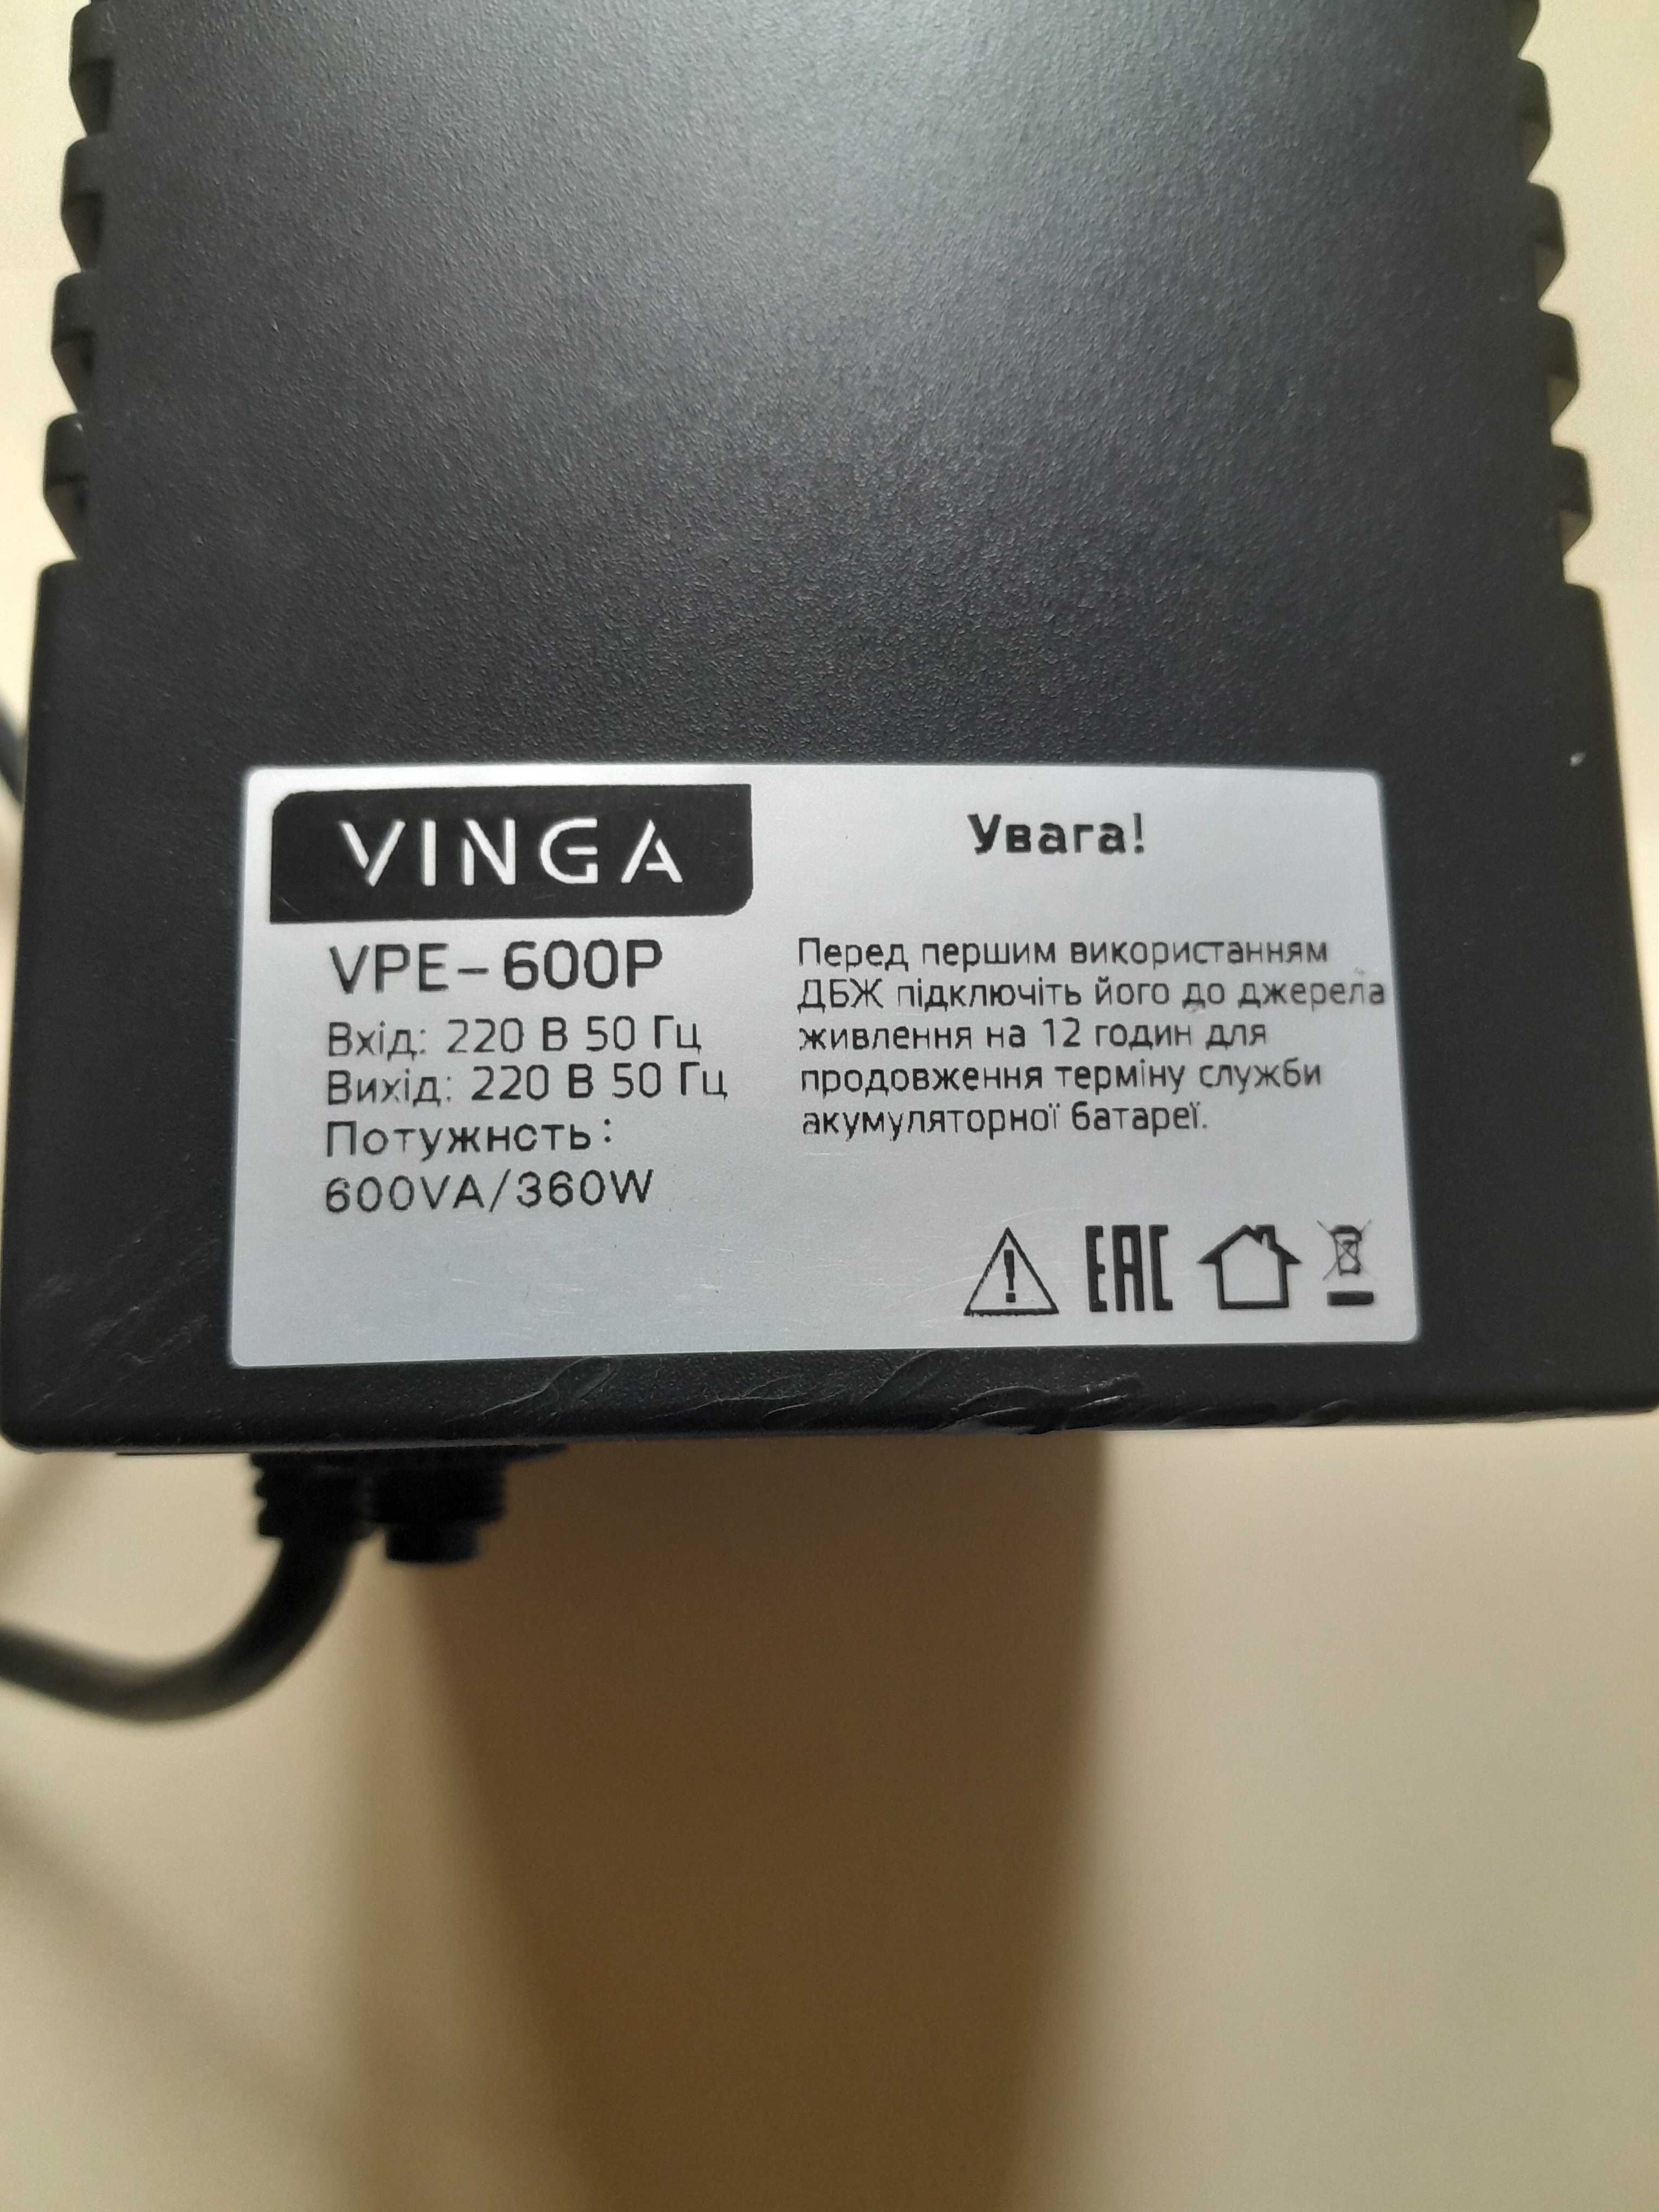 VINGA
VPE-600P
Вхід: 220 В 50 Гц
Вихід: 220 В 50 Гц
Потужнсть:
600VA/360W
Увага!
Перед першим використанням
ДБЖ підключіть його до джерела
живлення на 12 годин для
продовження терміну служби
акумуляторної батареї.
EAC